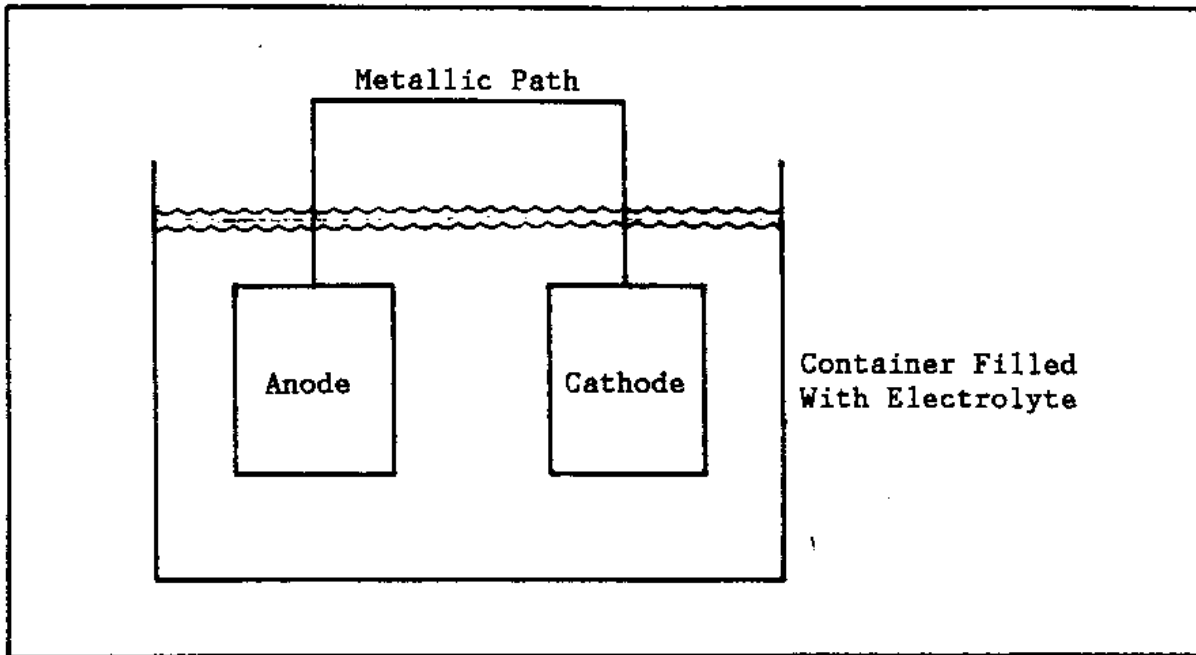 Metallic Path
Anode
Cathode
Container Filled
With Electrolyte